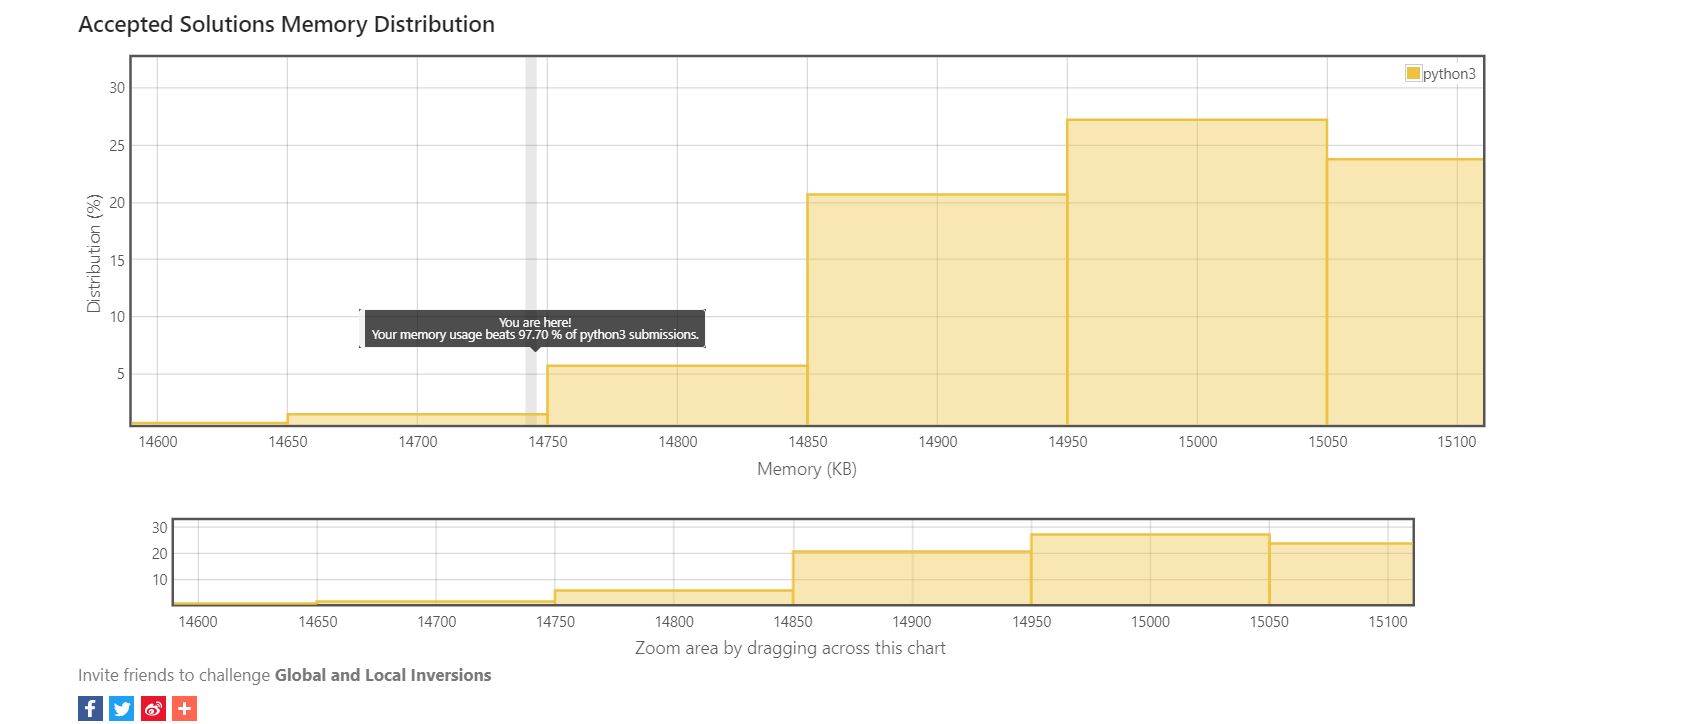 Accepted Solutions Memory Distribution
python3
30
25
20
15
10
5
Distribution (%)
You are here!
Your memory usage beats 97.70 % of python3 submissions.
14600 14650 14700 14750 14800 14850 14900 14950 15000 15050 15100
Memory (KB)
30
20
10
14600 14650 14700 14750 14800 14850 14900 14950 15000 15050 15100
Zoom area by dragging across this chart
Invite friends to challenge Global and Local Inversions